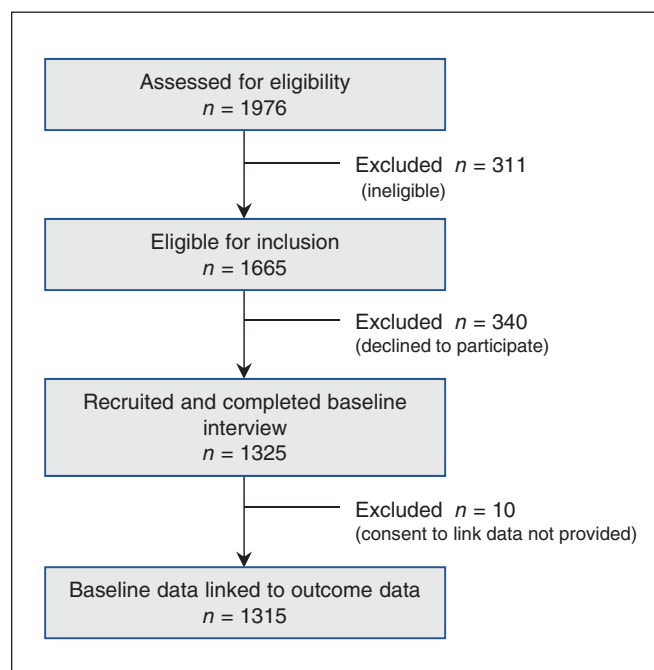 Assessed for eligibility
n = 1976
Excluded n = 311
(ineligible)
Eligible for inclusion
n = 1665
Excluded n = 340
(declined to participate)
Recruited and completed baseline
interview
n = 1325
Excluded n = 10
(consent to link data not provided)
Baseline data linked to outcome data
n = 1315